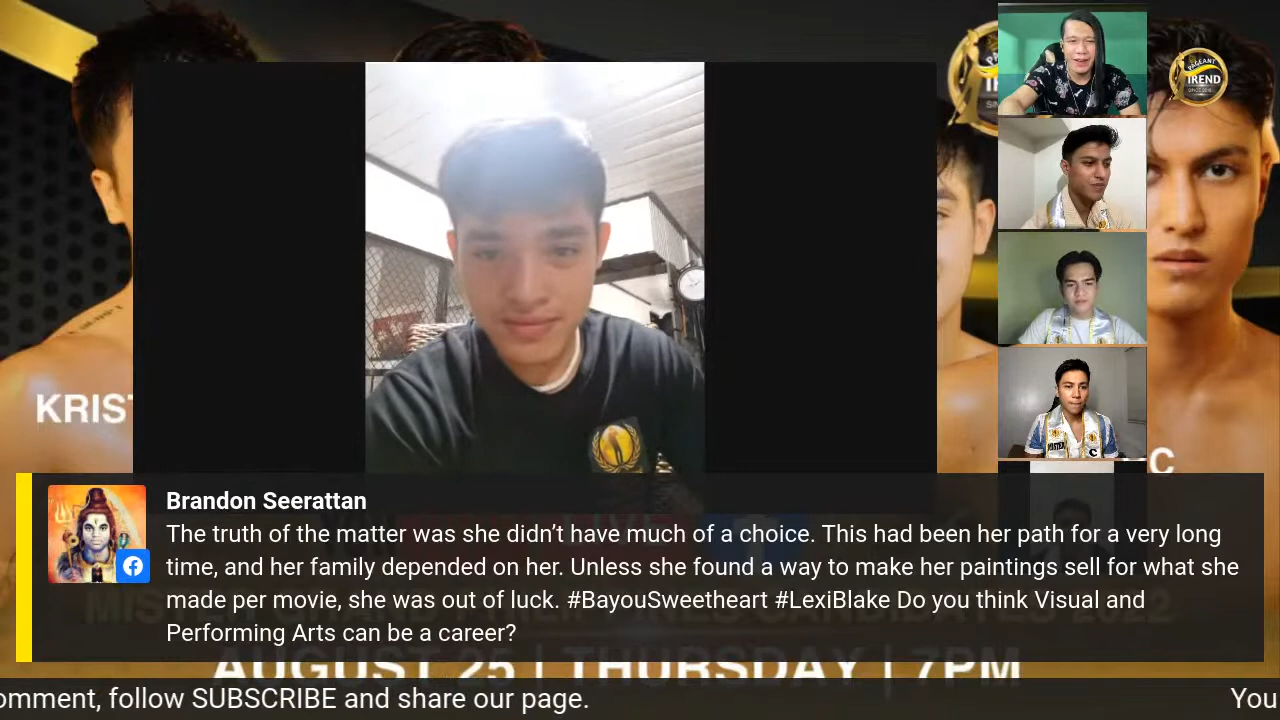 PAGEANT
TREND
SINCE 2016
KRIS
C
Brandon Seerattan
The truth of the matter was she didn’t have much of a choice. This had been her path for a very long
time, and her family depended on her. Unless she found a way to make her paintings sell for what she
made per movie, she was out of luck. #BayouSweetheart #LexiBlake Do you think Visual and
Performing Arts can be a career?
AUGUST 25 | THURSDAY | 7PM
omment, follow SUBSCRIBE and share our page.
You